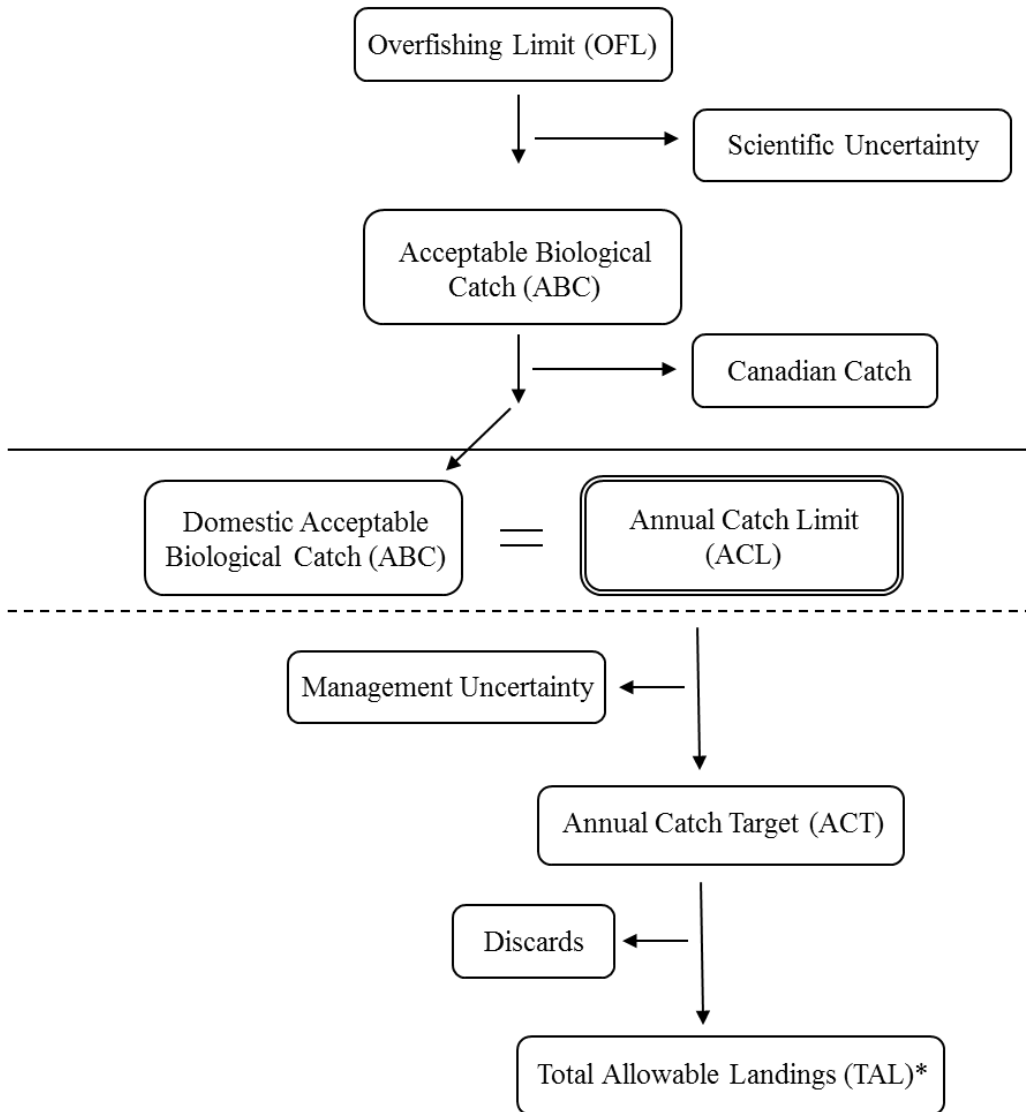 Overfishing Limit (OFL)
Scientific Uncertainty
Acceptable Biological
Catch (ABC)
Canadian Catch
Domestic Acceptable
Biological Catch (ABC)
=
Annual Catch Limit
(ACL)
Management Uncertainty
Annual Catch Target (ACT)
Discards
Total Allowable Landings (TAL)*